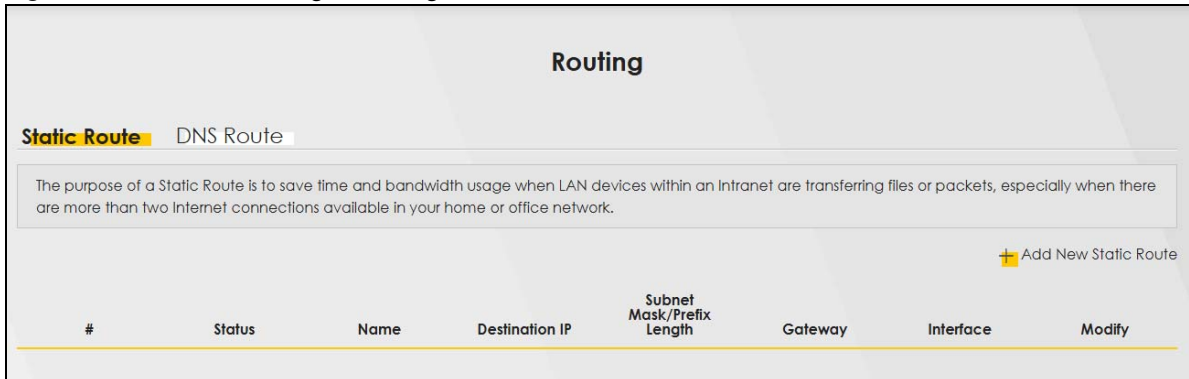 Routing
Static Route DNS Route
The purpose of a Static Route is to save time and bandwidth usage when LAN devices within an Intranet are transferring files or packets, especially when there
are more than two Internet connections available in your home or office network.
+ Add New Static Route
# Status Name Destination IP Subnet Mask/Prefix Length Gateway Interface Modify